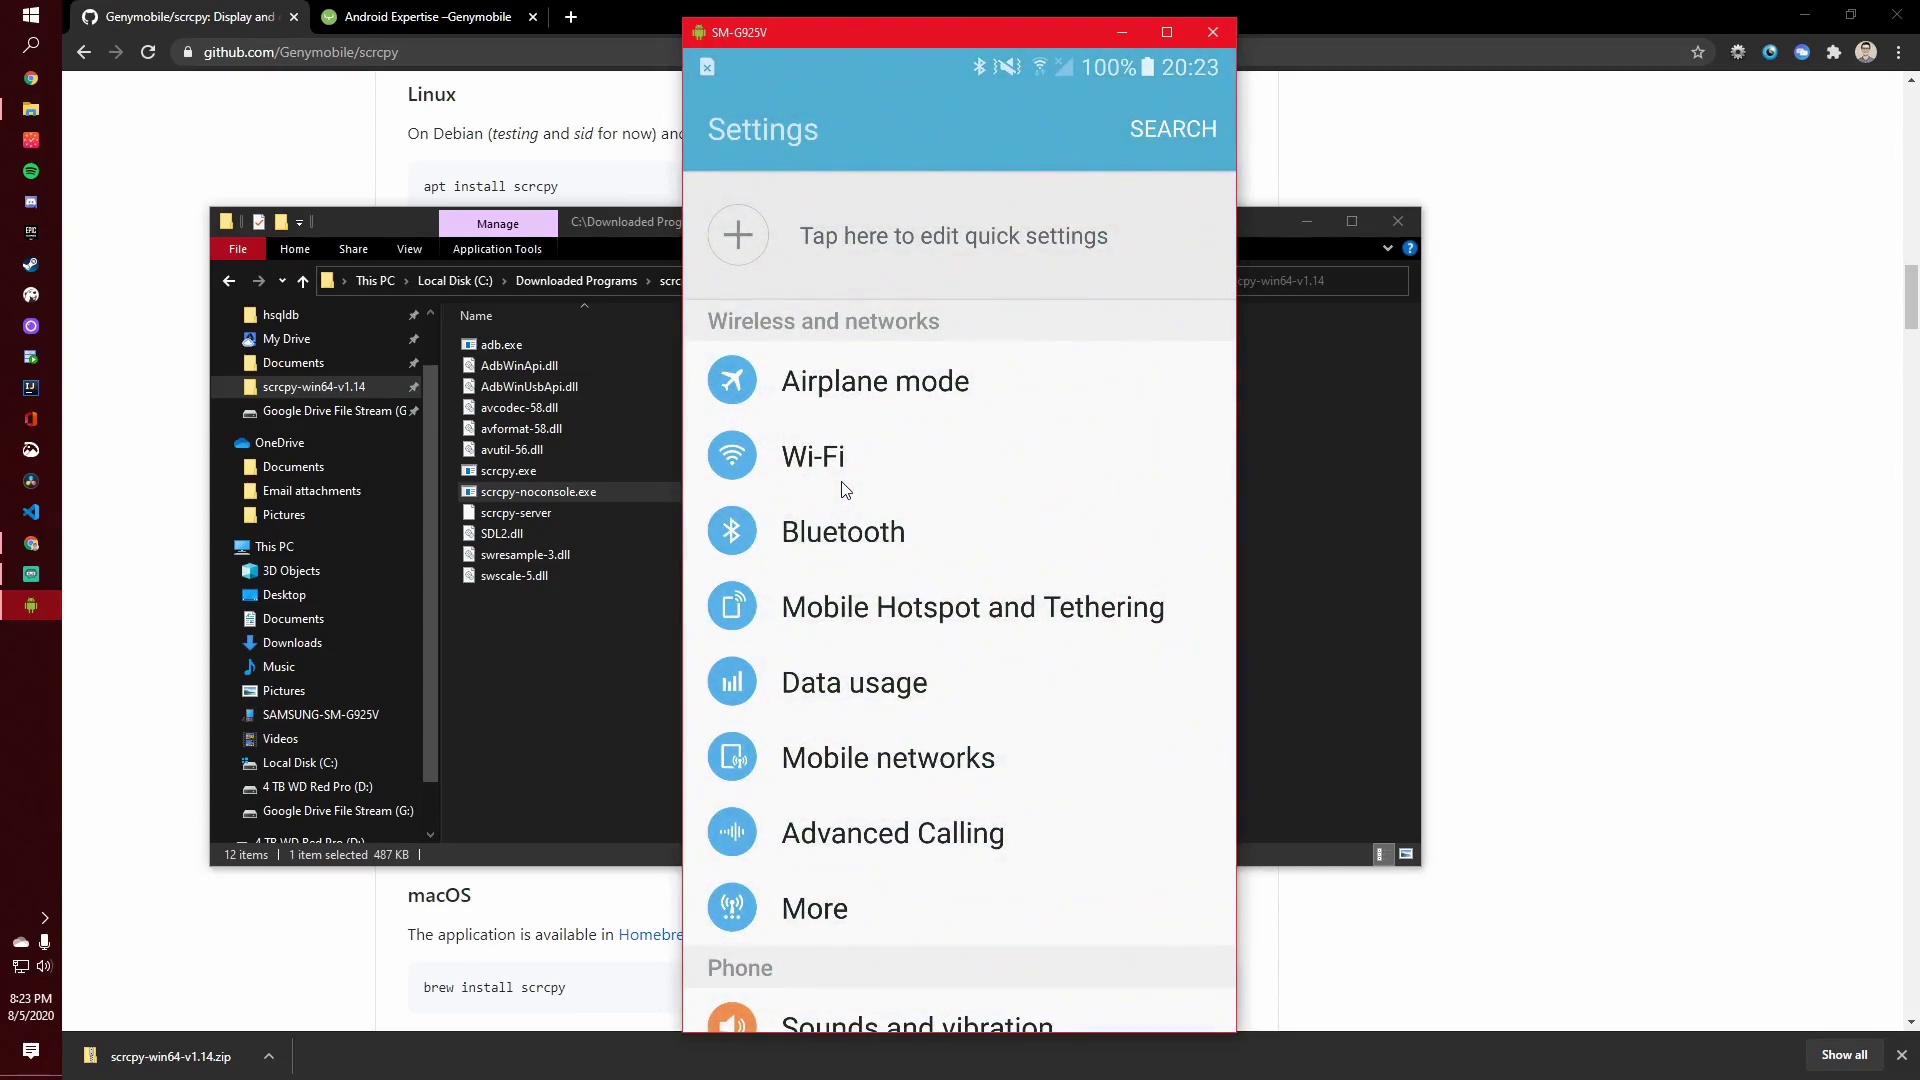 Genymobile/scrcpy: Display and
Android Expertise –Genymobile
github.com/Genymobile/scrcpy
Linux
On Debian (testing and sid for now) and
apt install scrcpy
Manage
C:\Downloaded Prog
File
Home
Share
View
Application Tools
This PC
Local Disk (C:)
Downloaded Programs
scrc
cpy-win64-v1.14
hsqldb
My Drive
Documents
scrcpy-win64-v1.14
Google Drive File Stream (G
OneDrive
Documents
Email attachments
Pictures
This PC
3D Objects
Desktop
Documents
Downloads
Music
Pictures
SAMSUNG-SM-G925V
Videos
Local Disk (C:)
4 TB WD Red Pro (D:)
Google Drive File Stream (G:)
4 TB WD Red Pro (D:)
Name
adb.exe
AdbWinApi.dll
AdbWinUsbApi.dll
avcodec-58.dll
avformat-58.dll
avutil-56.dll
scrcpy.exe
scrcpy-noconsole.exe
scrcpy-server
SDL2.dll
swresample-3.dll
swscale-5.dll
12 items
1 item selected 487 KB
SM-G925V
100% 20:23
Settings
SEARCH
Tap here to edit quick settings
Wireless and networks
Airplane mode
Wi-Fi
Bluetooth
Mobile Hotspot and Tethering
Data usage
Mobile networks
Advanced Calling
More
Phone
Sounds and vibration
macOS
The application is available in Homebre
brew install scrcpy
EPIC
IJ
8:23 PM
8/5/2020
scrcpy-win64-v1.14.zip
Show all